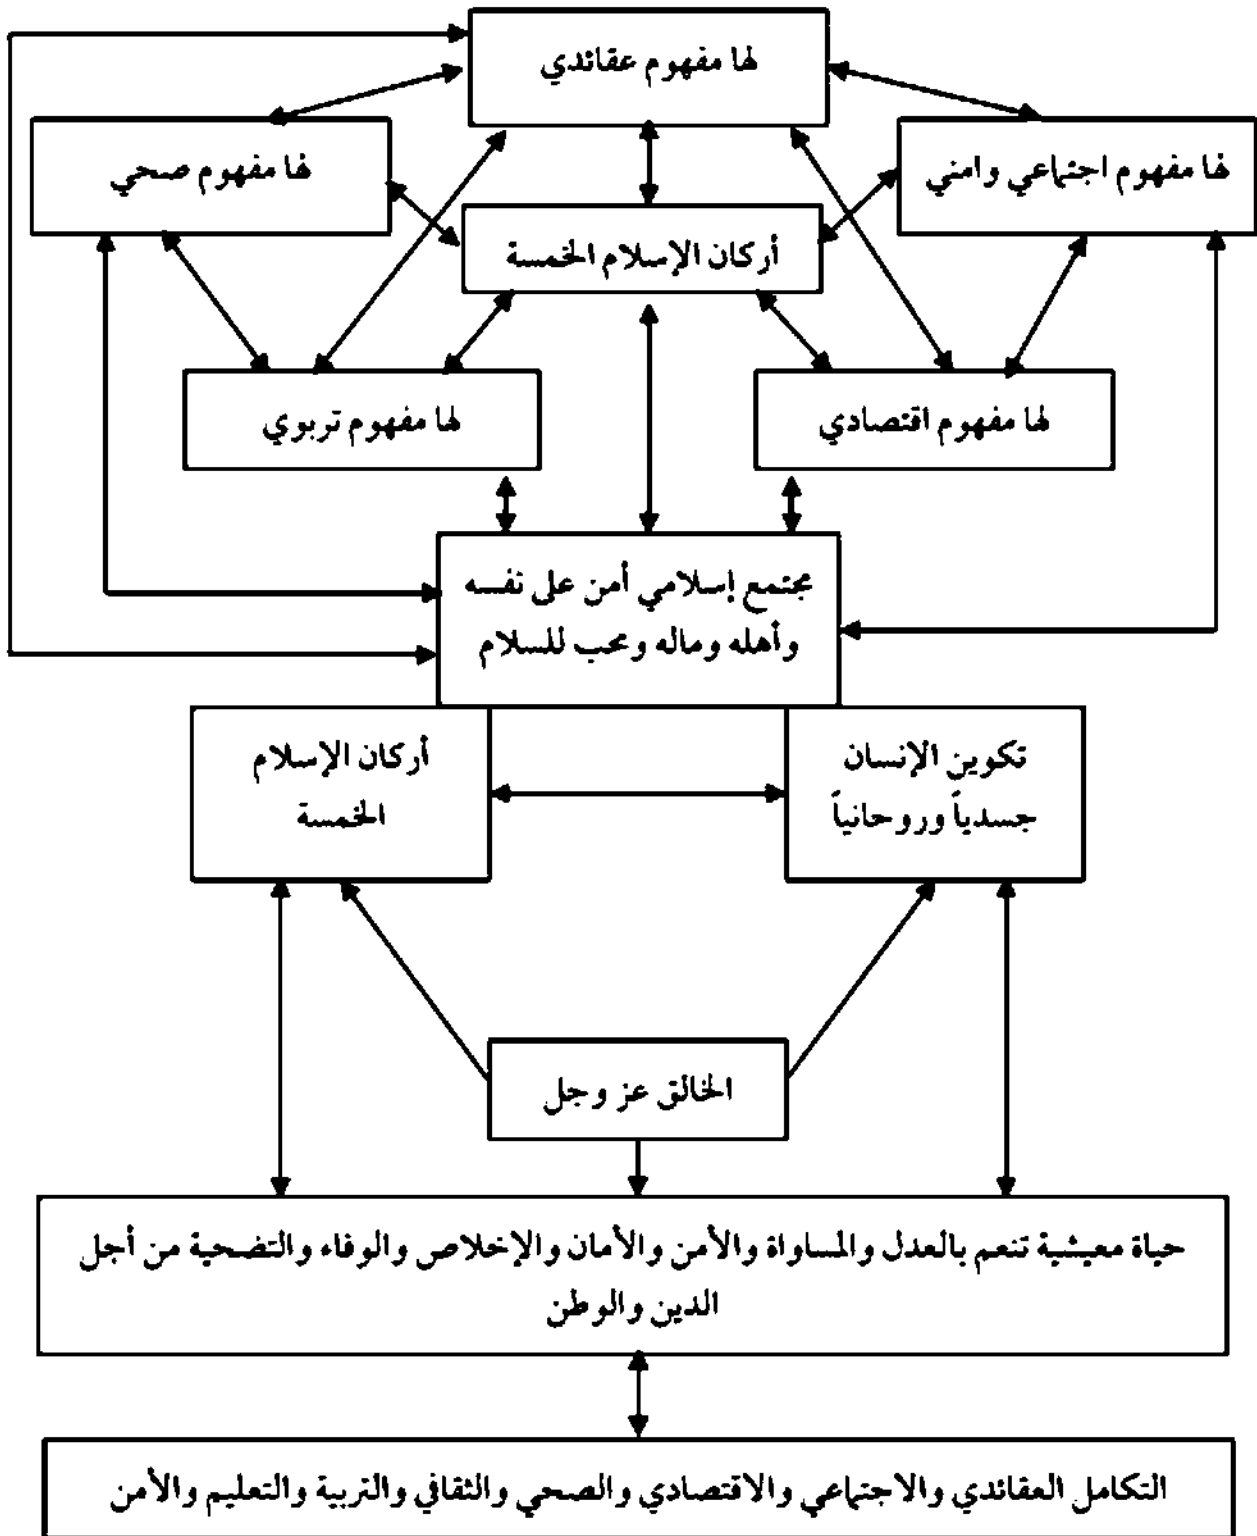 لها مفهوم عقائدي
لها مفهوم اجتماعي وامني
لها مفهوم صحي
أركان الإسلام الخمسة
لها مفهوم اقتصادي
لها مفهوم تربوي
مجتمع إسلامي أمن على نفسه
وأهله وماله ومحب للسلام
تكوين الإنسان
جسدياً وروحانياً
أركان الإسلام
الخمسة
الخالق عز وجل
حياة معيشية تنعم بالعدل والمساواة والأمن والأمان والإخلاص والوفاء والتضحية من أجل
الدين والوطن
التكامل العقائدي والاجتماعي والاقتصادي والصحي والثقافي والتربية والتعليم والأمن